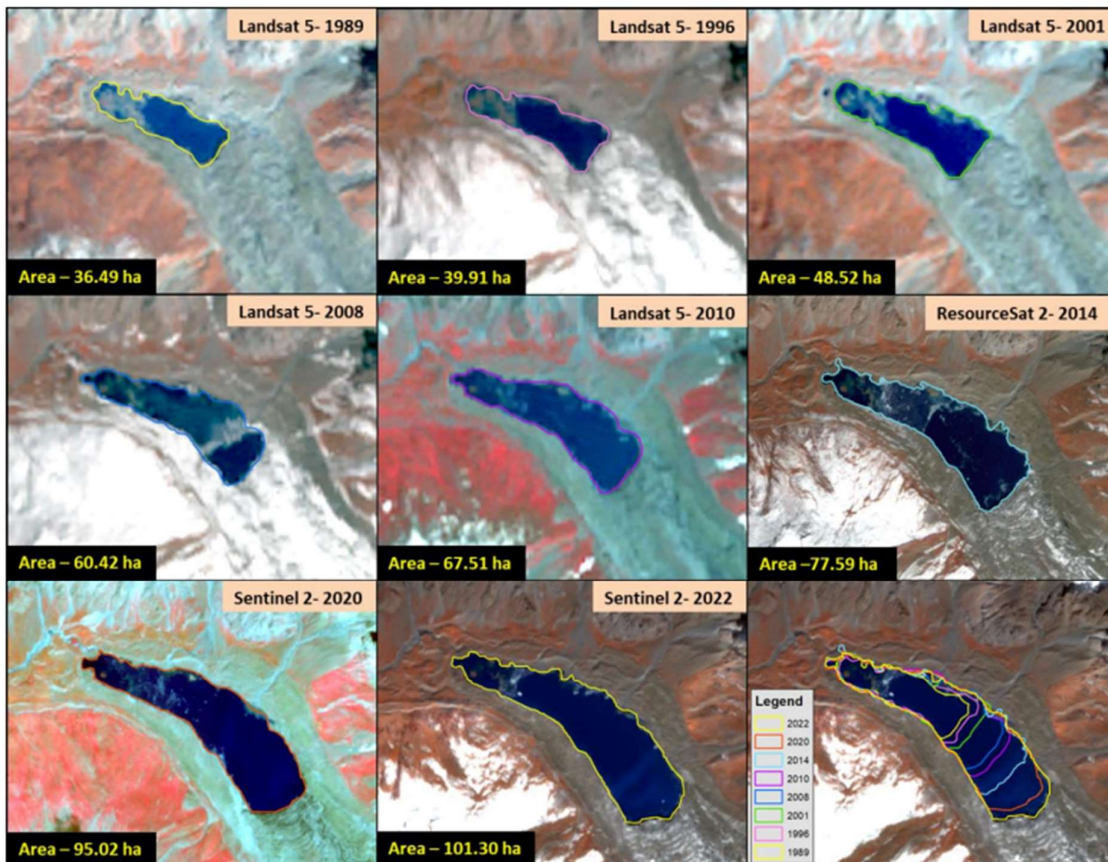 Landsat 5- 1989
Area – 36.49 ha
Landsat 5- 1996
Area – 39.91 ha
Landsat 5- 2001
Area – 48.52 ha
Landsat 5- 2008
Area – 60.42 ha
Landsat 5- 2010
Area – 67.51 ha
ResourceSat 2- 2014
Area –77.59 ha
Sentinel 2- 2020
Area – 95.02 ha
Sentinel 2- 2022
Area – 101.30 ha
Legend
2022
2020
2014
2010
2008
2001
1996
1989